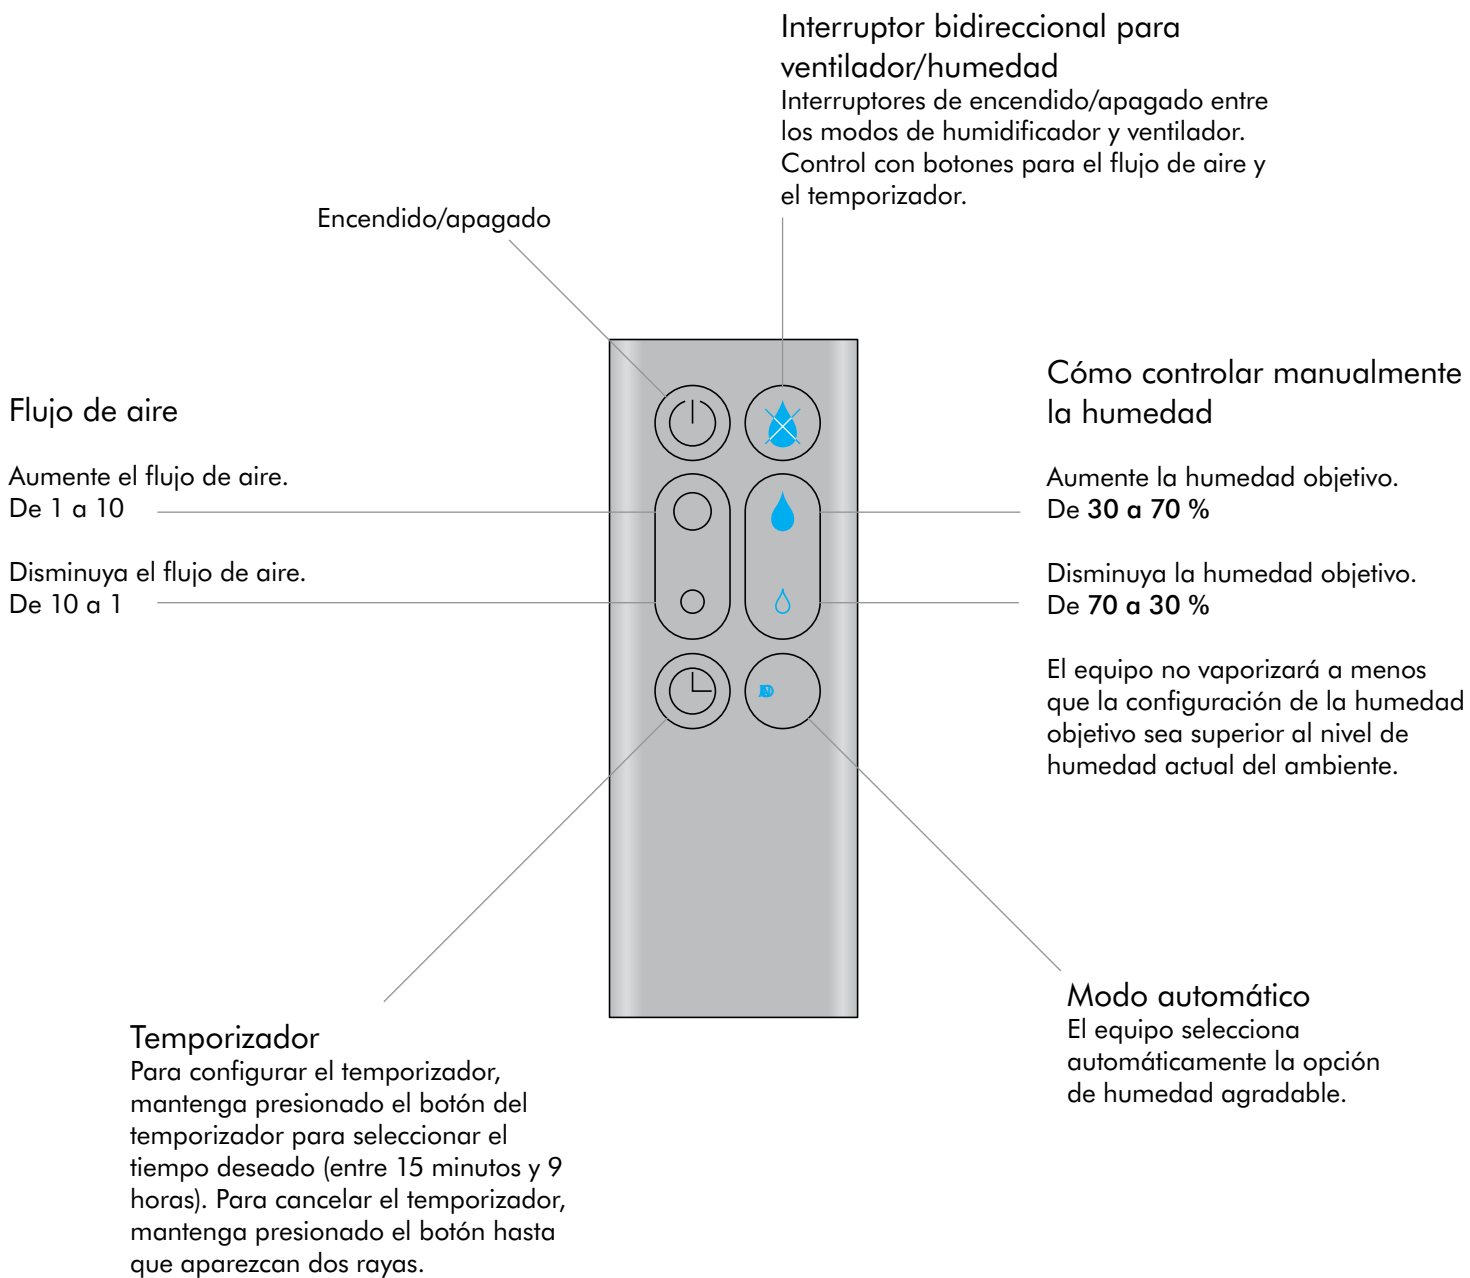 Interruptor bidireccional para
ventilador/humedad
Interruptores de encendido/apagado entre
los modos de humidificador y ventilador.
Control con botones para el flujo de aire y
el temporizador.
Encendido/apagado
Flujo de aire
Aumente el flujo de aire.
De 1 a 10
Disminuya el flujo de aire.
De 10 a 1
Cómo controlar manualmente
la humedad
Aumente la humedad objetivo.
De 30 a 70 %
Disminuya la humedad objetivo.
De 70 a 30 %
El equipo no vaporizará a menos
que la configuración de la humedad
objetivo sea superior al nivel de
humedad actual del ambiente.
Temporizador
Para configurar el temporizador,
mantenga presionado el botón del
temporizador para seleccionar el
tiempo deseado (entre 15 minutos y 9
horas). Para cancelar el temporizador,
mantenga presionado el botón hasta
que aparezcan dos rayas.
Modo automático
El equipo selecciona
automáticamente la opción
de humedad agradable.